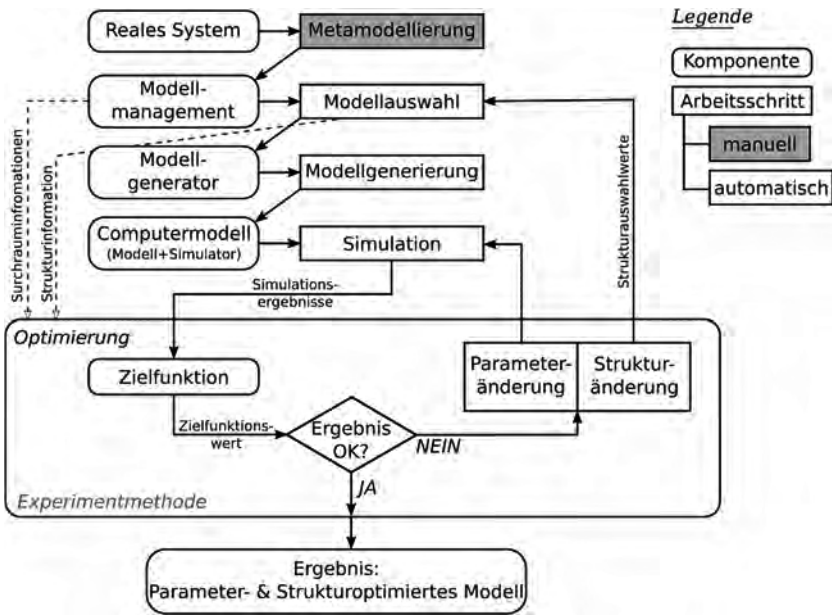 Reales System
Metamodellierung
Modell-
management
Modellauswahl
Modell-
generator
Modellgenerierung
Computermodell
(Modell+Simulator)
Simulation
Surchrauminfromationen
Strukturinformation
Simulations-
ergebnisse
Strukturauswahlwerte
Legende
Komponente
Arbeitsschritt
manuell
automatisch
Optimierung
Zielfunktion
Parameter-
änderung
Struktur-
änderung
Zielfunktions-
wert
Ergebnis
OK?
NEIN
JA
Experimentmethode
Ergebnis:
Parameter- & Strukturoptimiertes Modell